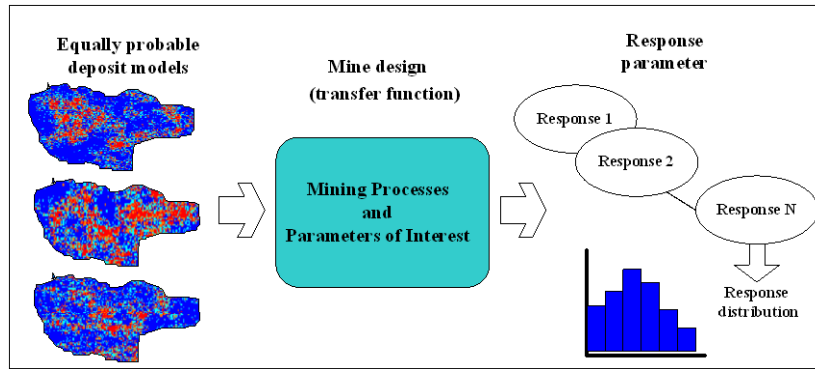 Equally probable
deposit models
Mine design
(transfer function)
Mining Processes
and
Parameters of Interest
Response
parameter
Response 1
Response 2
Response N
Response
distribution